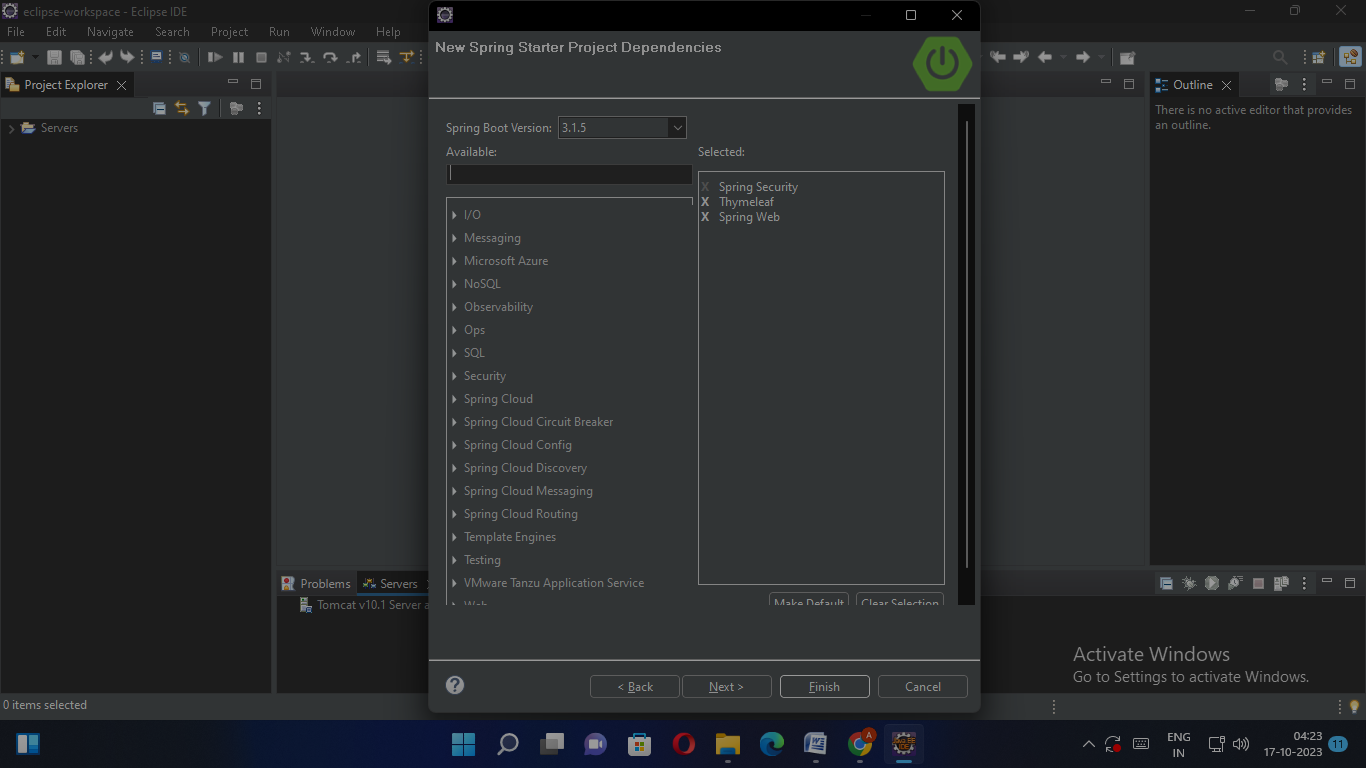 eclipse-workspace - Eclipse IDE
File Edit Navigate Search Project Run Window Help
Project Explorer
Servers
New Spring Starter Project Dependencies
Spring Boot Version: 3.1.5
Available:
I/O
Messaging
Microsoft Azure
NoSQL
Observability
Ops
SQL
Security
Spring Cloud
Spring Cloud Circuit Breaker
Spring Cloud Config
Spring Cloud Discovery
Spring Cloud Messaging
Spring Cloud Routing
Template Engines
Testing
VMware Tanzu Application Service
Web
Selected:
X Spring Security
X Thymeleaf
X Spring Web
Make Default Clear Selection
< Back Next > Finish Cancel
Outline
There is no active editor that provides
an outline.
Problems Servers
Tomcat v10.1 Server a
Activate Windows
Go to Settings to activate Windows.
0 items selected
A
ENG
IN
04:23
17-10-2023
11